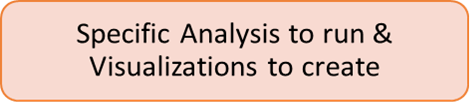 Specific Analysis to run &
Visualizations to create